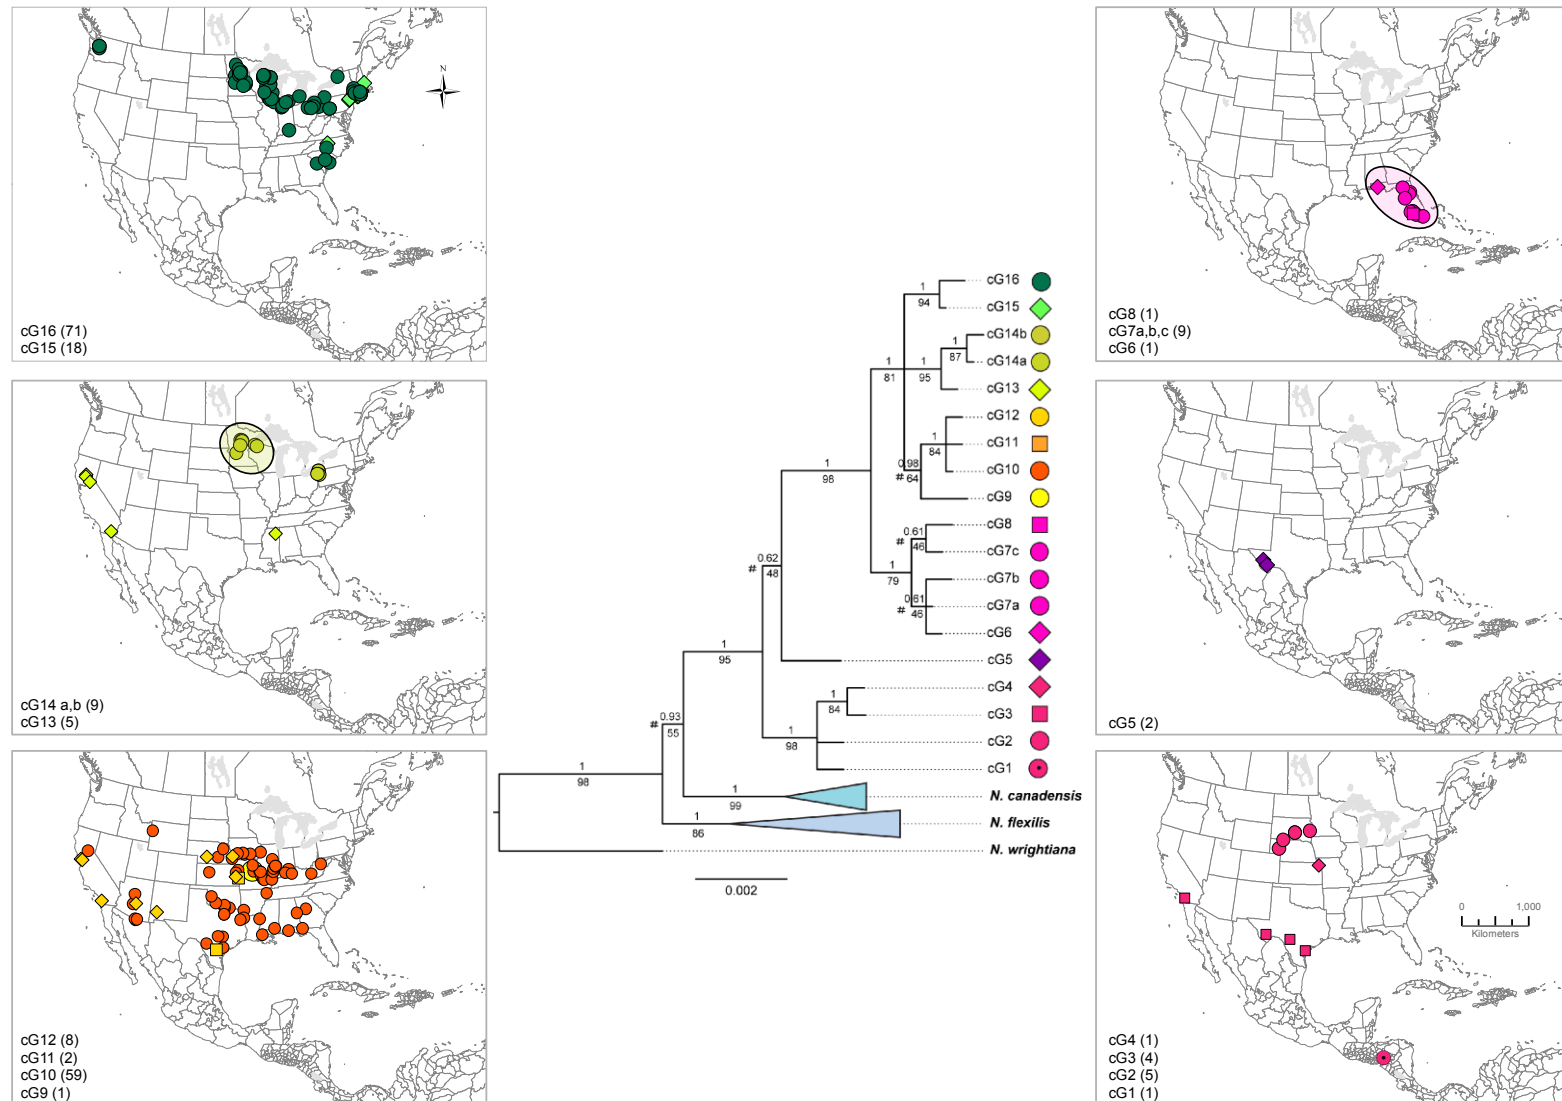 N
cG16 (71)
cG15 (18)
cG14 a,b (9)
cG13 (5)
cG12 (8)
cG11 (2)
cG10 (59)
cG9 (1)
cG16
1
94
cG15
cG14b
1
87
cG14a
1
81
1
95
cG13
cG12
cG11
1
84
cG10
0.98
# 64
cG9
1
98
cG8
0.61
# 46
cG7c
1
79
cG7b
0.61
# 46
cG7a
cG6
0.62
# 48
cG5
1
95
cG4
1
84
cG3
0.93
# 55
cG2
1
98
cG1
1
98
1
99
N. canadensis
1
86
N. flexilis
N. wrightiana
0.002
cG8 (1)
cG7a,b,c (9)
cG6 (1)
cG5 (2)
0 1,000
Kilometers
cG4 (1)
cG3 (4)
cG2 (5)
cG1 (1)